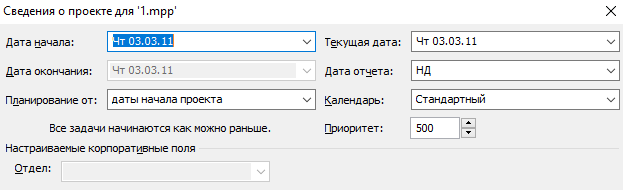 Сведения о проекте для '1.mpp'
Дата начала: Чт 03.03.11 Текущая дата: Чт 03.03.11
Дата окончания: Чт 03.03.11 Дата отчета: НД
Планирование от: даты начала проекта Календарь: Стандартный
Все задачи начинаются как можно раньше. Приоритет: 500
Настраиваемые корпоративные поля
Отдел: